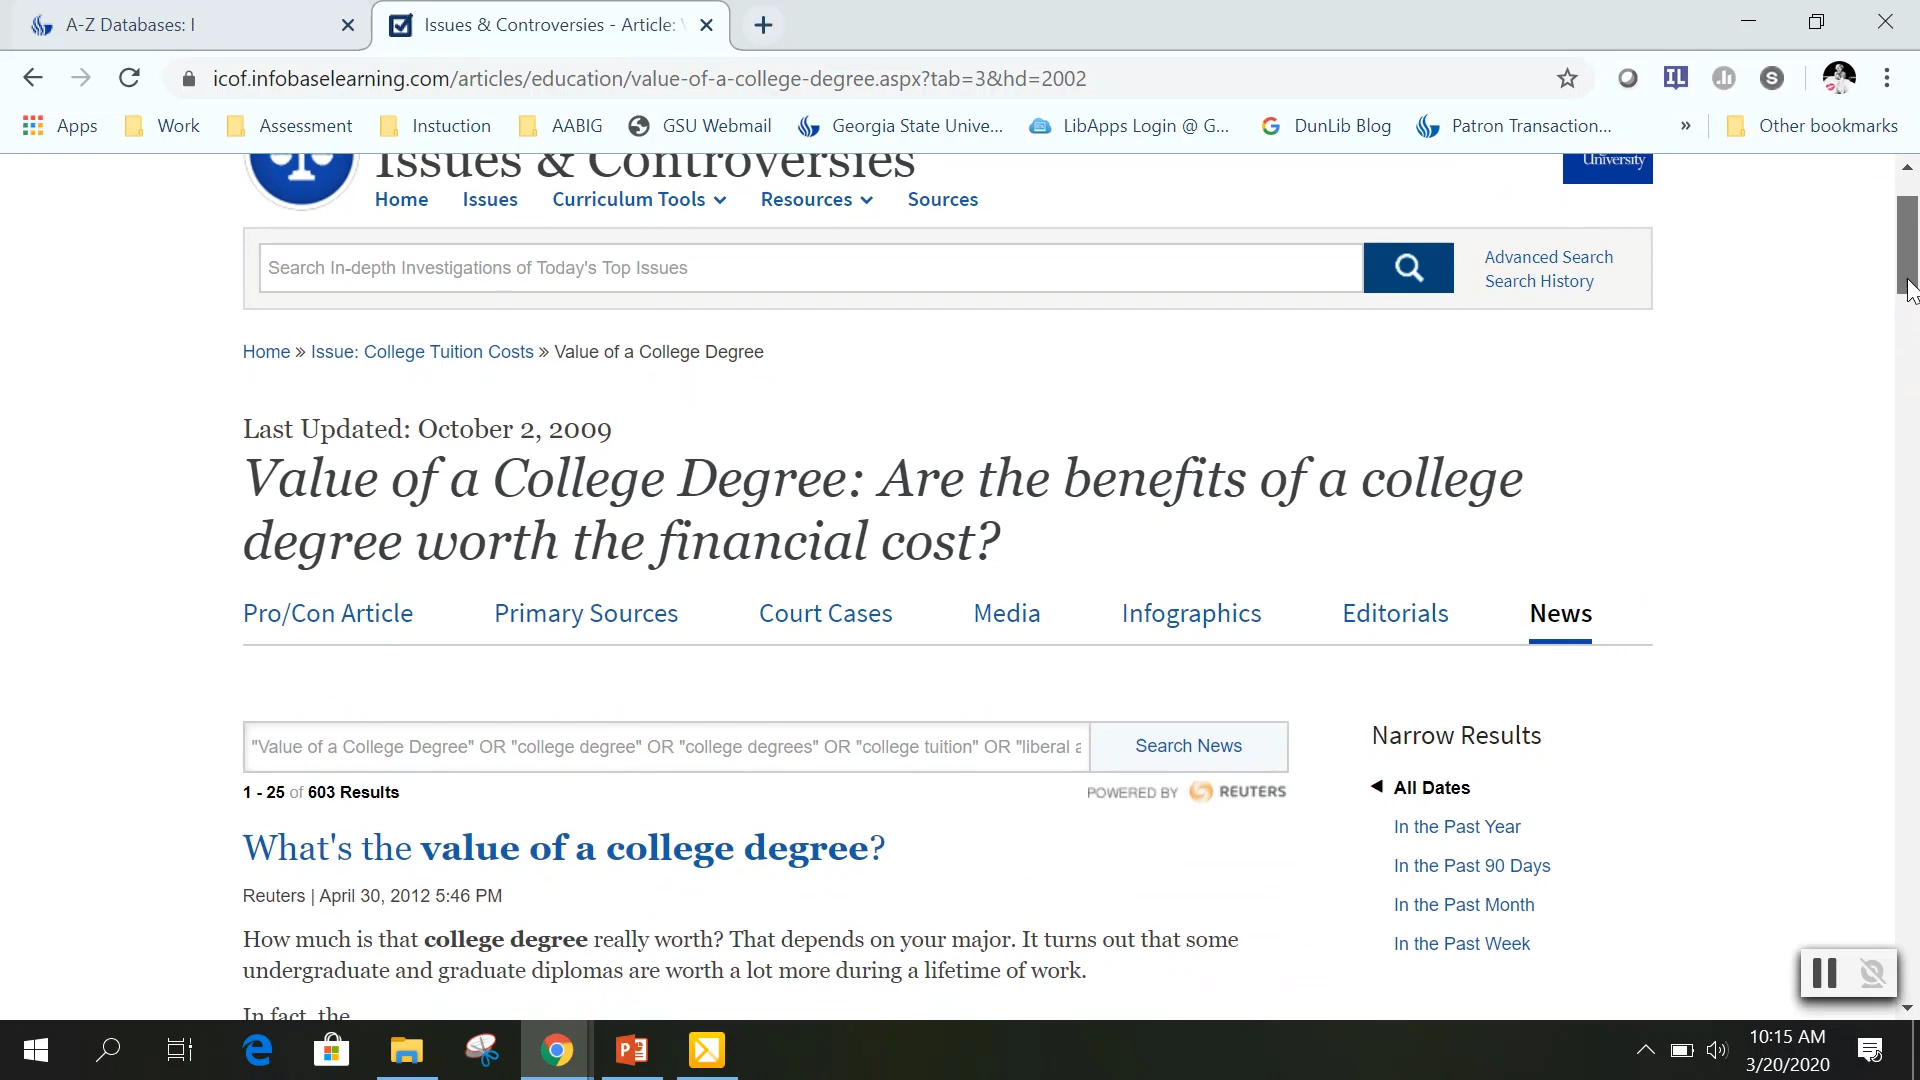 A-Z Databases: I
Issues & Controversies - Article:
icof.infobaselearning.com/articles/education/value-of-a-college-degree.aspx?tab=3&hd=2002
IL
S
Apps Work Assessment Instuction AABIG GSU Webmail Georgia State Unive... LibApps Login @ G... DunLib Blog Patron Transaction... » Other bookmarks
Issues & Controversies
University
Home Issues Curriculum Tools Resources Sources
Search In-depth Investigations of Today's Top Issues
Advanced Search
Search History
Home » Issue: College Tuition Costs » Value of a College Degree
Last Updated: October 2, 2009
Value of a College Degree: Are the benefits of a college
degree worth the financial cost?
Pro/Con Article Primary Sources Court Cases Media Infographics Editorials News
"Value of a College Degree" OR "college degree" OR "college degrees" OR "college tuition" OR "liberal a
Search News
1 - 25 of 603 Results
POWERED BY REUTERS
Narrow Results
All Dates
In the Past Year
In the Past 90 Days
In the Past Month
In the Past Week
What's the value of a college degree?
Reuters | April 30, 2012 5:46 PM
How much is that college degree really worth? That depends on your major. It turns out that some
undergraduate and graduate diplomas are worth a lot more during a lifetime of work.
In fact, the
10:15 AM
3/20/2020